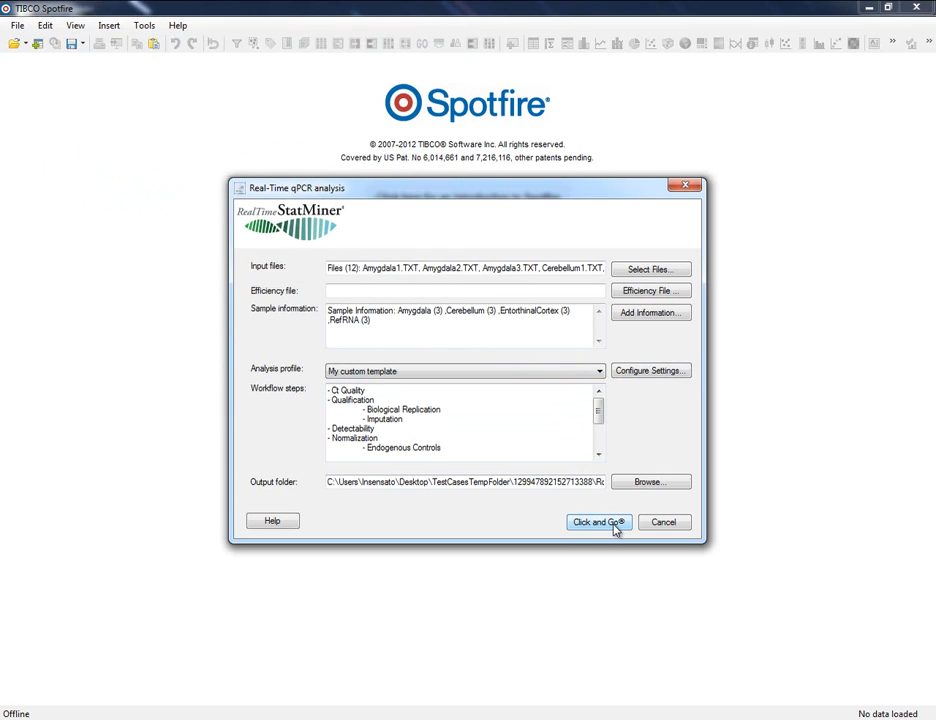 TIBCO Spotfire
File Edit View Insert Tools Help
Spotfire®
© 2007-2012 TIBCO® Software Inc. All rights reserved.
Covered by US Pat. No 6,014,661 and 7,216,116, other patents pending.
Real-Time qPCR analysis
RealTime StatMiner®
Input files: Files (12): Amygdala1.TXT, Amygdala2.TXT, Amygdala3.TXT, Cerebellum1.TXT, Select Files...
Efficiency file: Efficiency File ...
Sample information: Sample Information: Amygdala (3) ,Cerebellum (3) ,EntorthinalCortex (3) Add Information...
,RefRNA (3)
Analysis profile: My custom template Configure Settings...
Workflow steps: - Ct Quality
- Qualification
- Biological Replication
- Imputation
- Detectability
- Normalization
- Endogenous Controls
Output folder: C:\Users\Insensato\Desktop\TestCasesTempFolder\129947892152713388\Rc Browse...
Help Click and Go® Cancel
Offline No data loaded